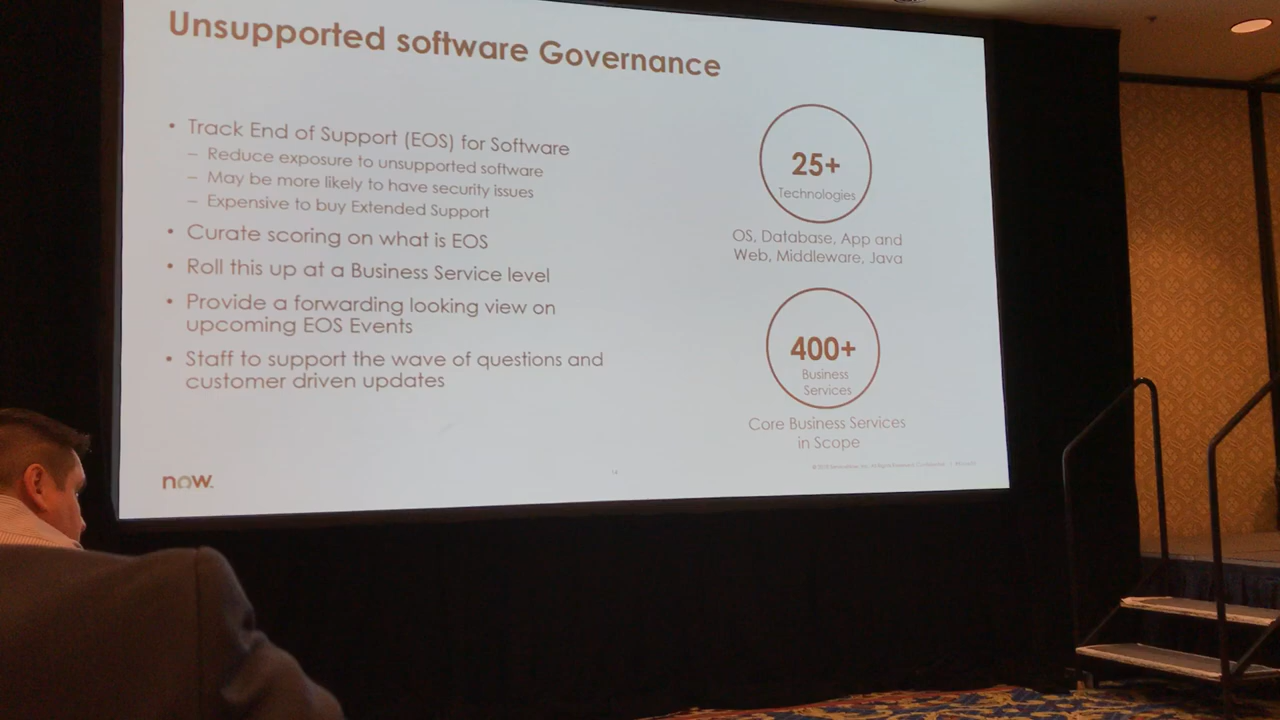 Unsupported software Governance
• Track End of Support (EOS) for Software
– Reduce exposure to unsupported software
– May be more likely to have security issues
– Expensive to buy Extended Support
• Curate scoring on what is EOS
• Roll this up at a Business Service level
• Provide a forwarding looking view on
upcoming EOS Events
• Staff to support the wave of questions and
customer driven updates
25+
Technologies
OS, Database, App and
Web, Middleware, Java
400+
Business
Services
Core Business Services
in Scope
now.